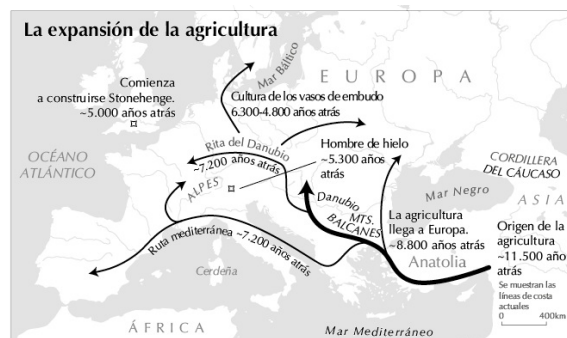 La expansión de la agricultura
Mar Báltico
EUROPA
Comienza
a construirse Stonehenge.
~5.000 años atrás
Cultura de los vasos de embudo
6.300-4.800 años atrás
OCÉANO
ATLÁNTICO
Rita del Danubio
~7.200 años atrás
Hombre de hielo
~5.300 años
atrás
ALPES
CORDILLERA
DEL CÁUCASO
Danubio
MTS.
BALCANES
Mar Negro
ASIA
La agricultura
llega a Europa.
~8.800 años atrás
Origen de la
agricultura
~11.500 años
atrás
Ruta mediterránea ~7.200 años atrás
Cerdeña
Anatolia
Se muestran las
líneas de costa
actuales
0 400km
ÁFRICA
Mar Mediterráneo